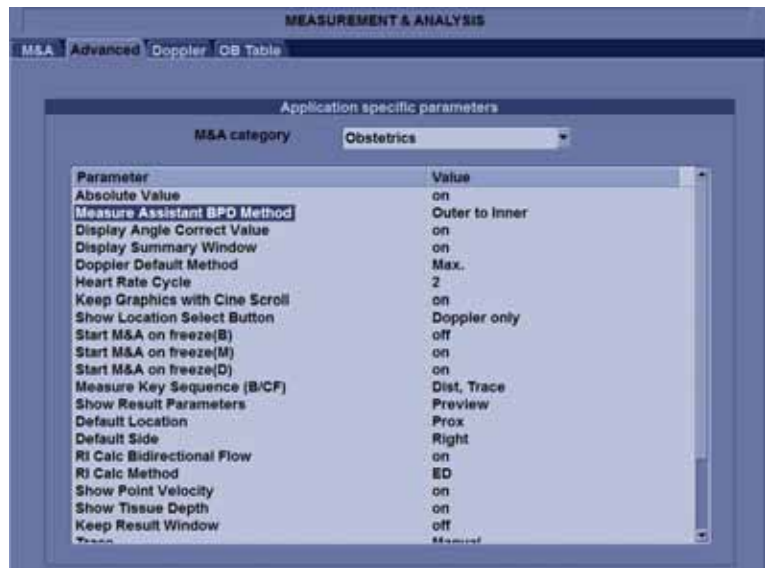 MEASUREMENT & ANALYSIS
M&A Advanced Doppler OB Table
Application specific parameters
M&A category Obstetrics
Parameter Value
Absolute Value on
Measure Assistant BPD Method Outer to Inner
Display Angle Correct Value on
Display Summary Window on
Doppler Default Method Max.
Heart Rate Cycle 2
Keep Graphics with Cine Scroll on
Show Location Select Button Doppler only
Start M&A on freeze(B) off
Start M&A on freeze(M) on
Start M&A on freeze(D) on
Measure Key Sequence (B/CF) Dist, Trace
Show Result Parameters Preview
Default Location Prox
Default Side Right
RI Calc Bidirectional Flow on
RI Calc Method ED
Show Point Velocity on
Show Tissue Depth on
Keep Result Window off
Trace Manual